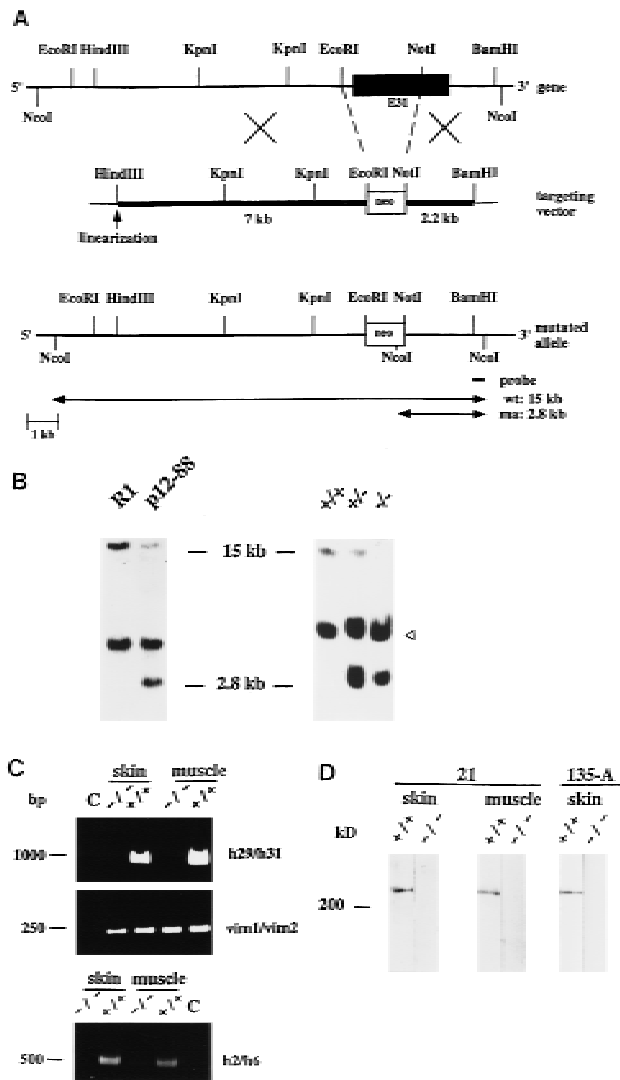 A
EcoRI HindIII KpnI KpnI EcoRI NotI BamHI
5' 3' gene
E31
NcoI NcoI
HindIII KpnI KpnI EcoRI NotI BamHI
neo
targeting vector
7 kb 2.2 kb
linearization
EcoRI HindIII KpnI KpnI EcoRI NotI BamHI
5' neo 3' mutated allele
NcoI NcoI NcoI
probe
wt: 15 kb
ma: 2.8 kb
1 kb
B
R1 p12-88 +/+ +/- -/-
15 kb
2.8 kb
C
skin muscle
bp C -/- +/+ -/- +/+
1000 h29/h31
250 vim1/vim2
skin muscle
-/- +/+ -/- +/+ C
500 h2/h6
D
21 135-A
skin muscle skin
kD +/+ -/- +/+ -/- +/+ -/-
200